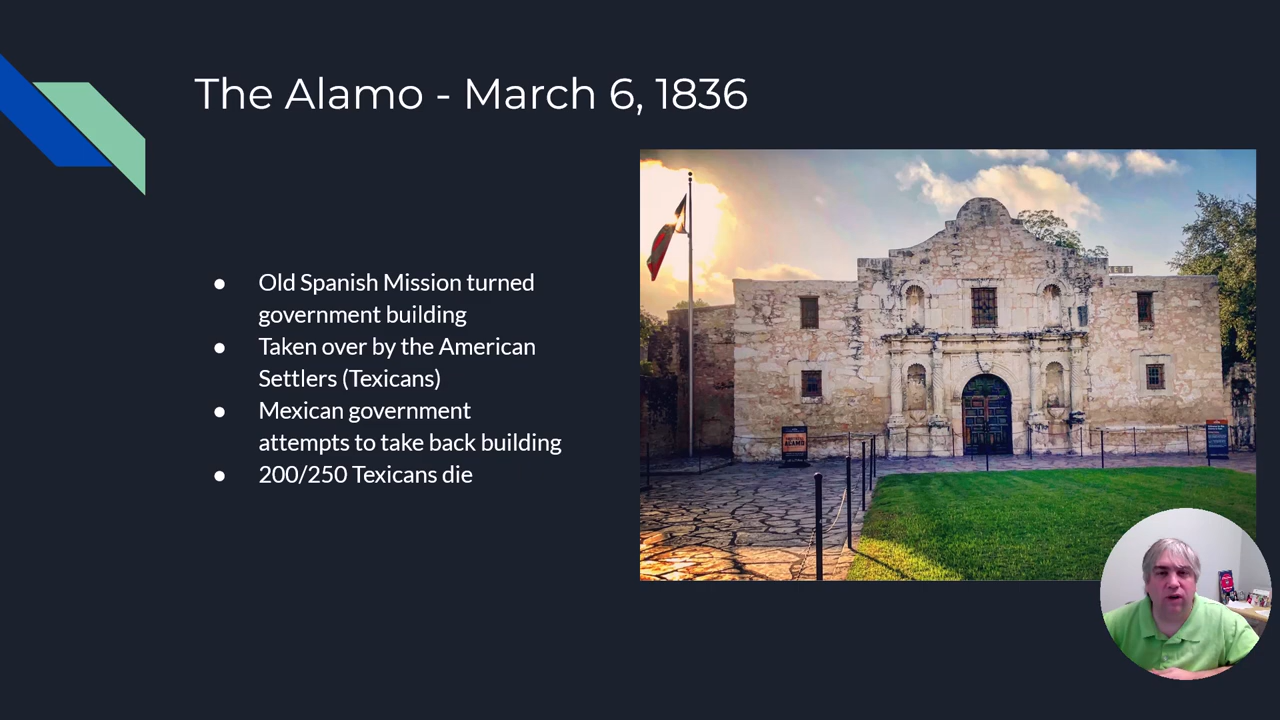 The Alamo - March 6, 1836
● Old Spanish Mission turned
government building
● Taken over by the American
Settlers (Texicans)
● Mexican government
attempts to take back building
● 200/250 Texicans die
ALAMO